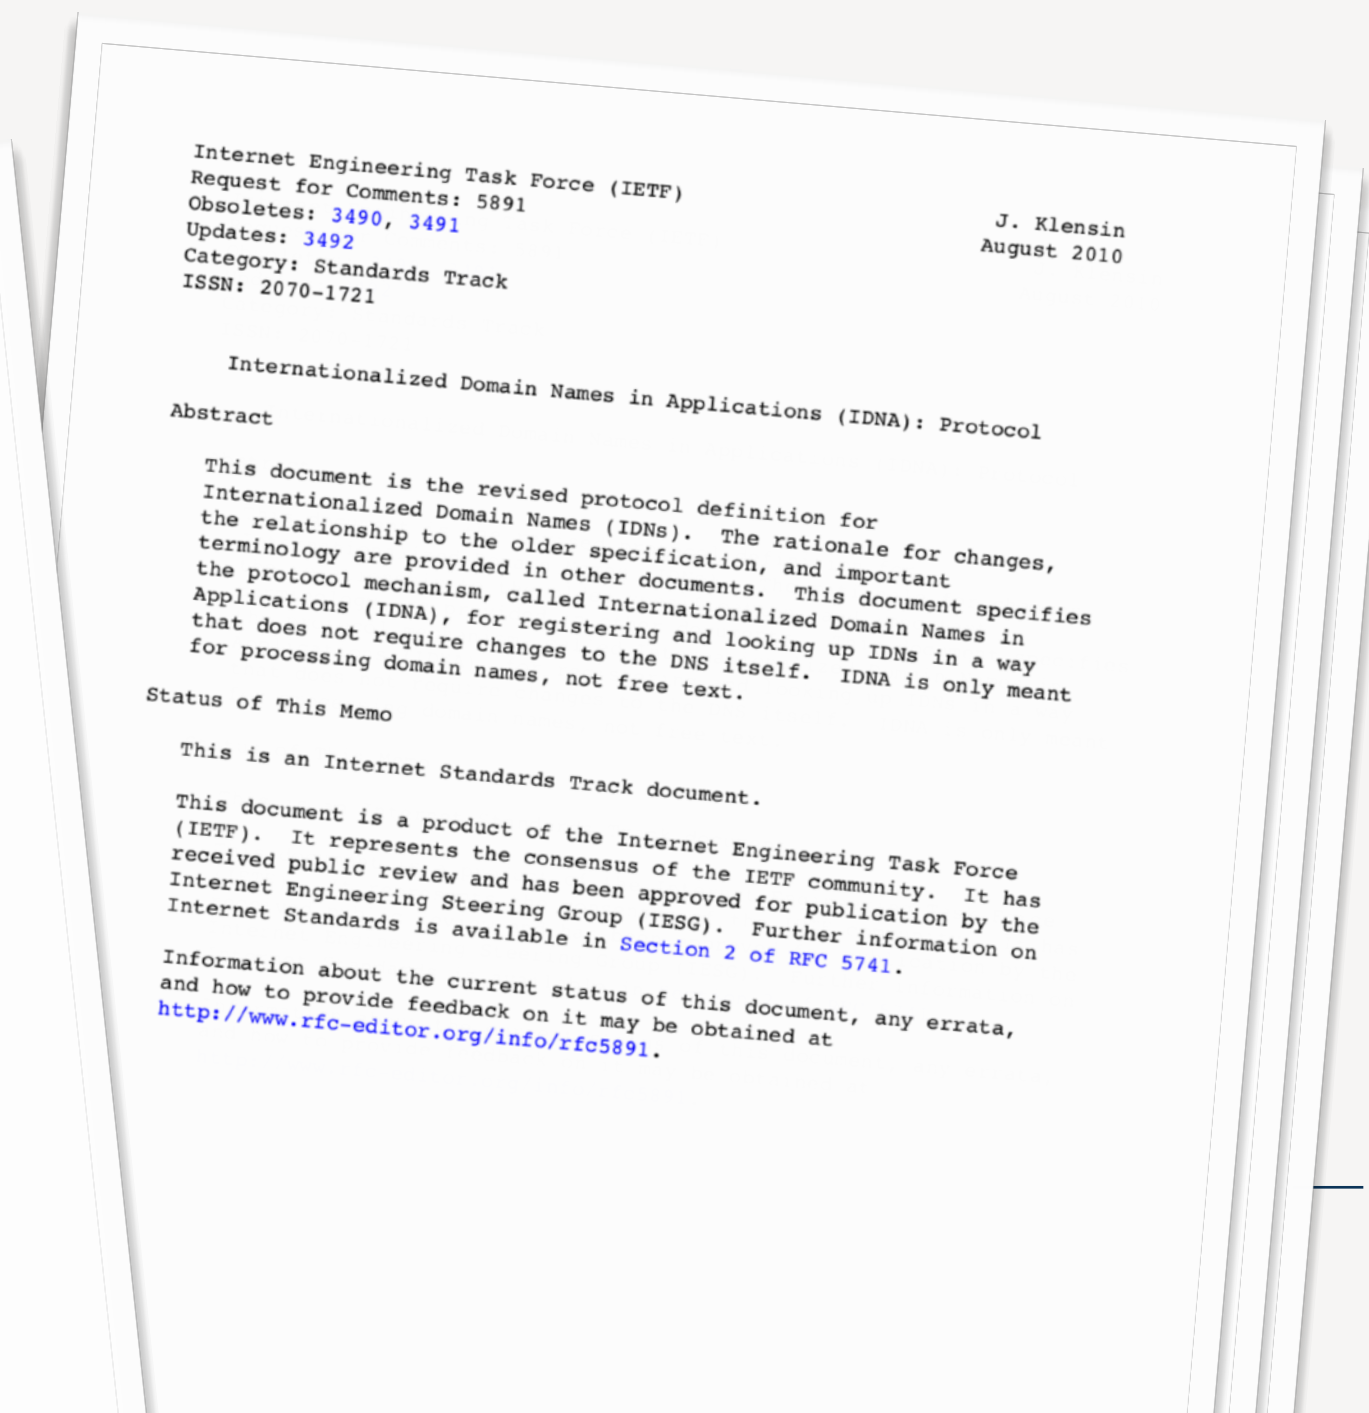 Internet Engineering Task Force (IETF)
Request for Comments: 5891
Obsoletes: 3490, 3491
Updates: 3492
Category: Standards Track
ISSN: 2070-1721
J. Klensin
August 2010
Internationalized Domain Names in Applications (IDNA): Protocol
Abstract
This document is the revised protocol definition for
Internationalized Domain Names (IDNs).  The rationale for changes,
the relationship to the older specification, and important
terminology are provided in other documents.  This document specifies
the protocol mechanism, called Internationalized Domain Names in
Applications (IDNA), for registering and looking up IDNs in a way
that does not require changes to the DNS itself.  IDNA is only meant
for processing domain names, not free text.
Status of This Memo
This is an Internet Standards Track document.
This document is a product of the Internet Engineering Task Force
(IETF).  It represents the consensus of the IETF community.  It has
received public review and has been approved for publication by the
Internet Engineering Steering Group (IESG).  Further information on
Internet Standards is available in Section 2 of RFC 5741.
Information about the current status of this document, any errata,
and how to provide feedback on it may be obtained at
http://www.rfc-editor.org/info/rfc5891.